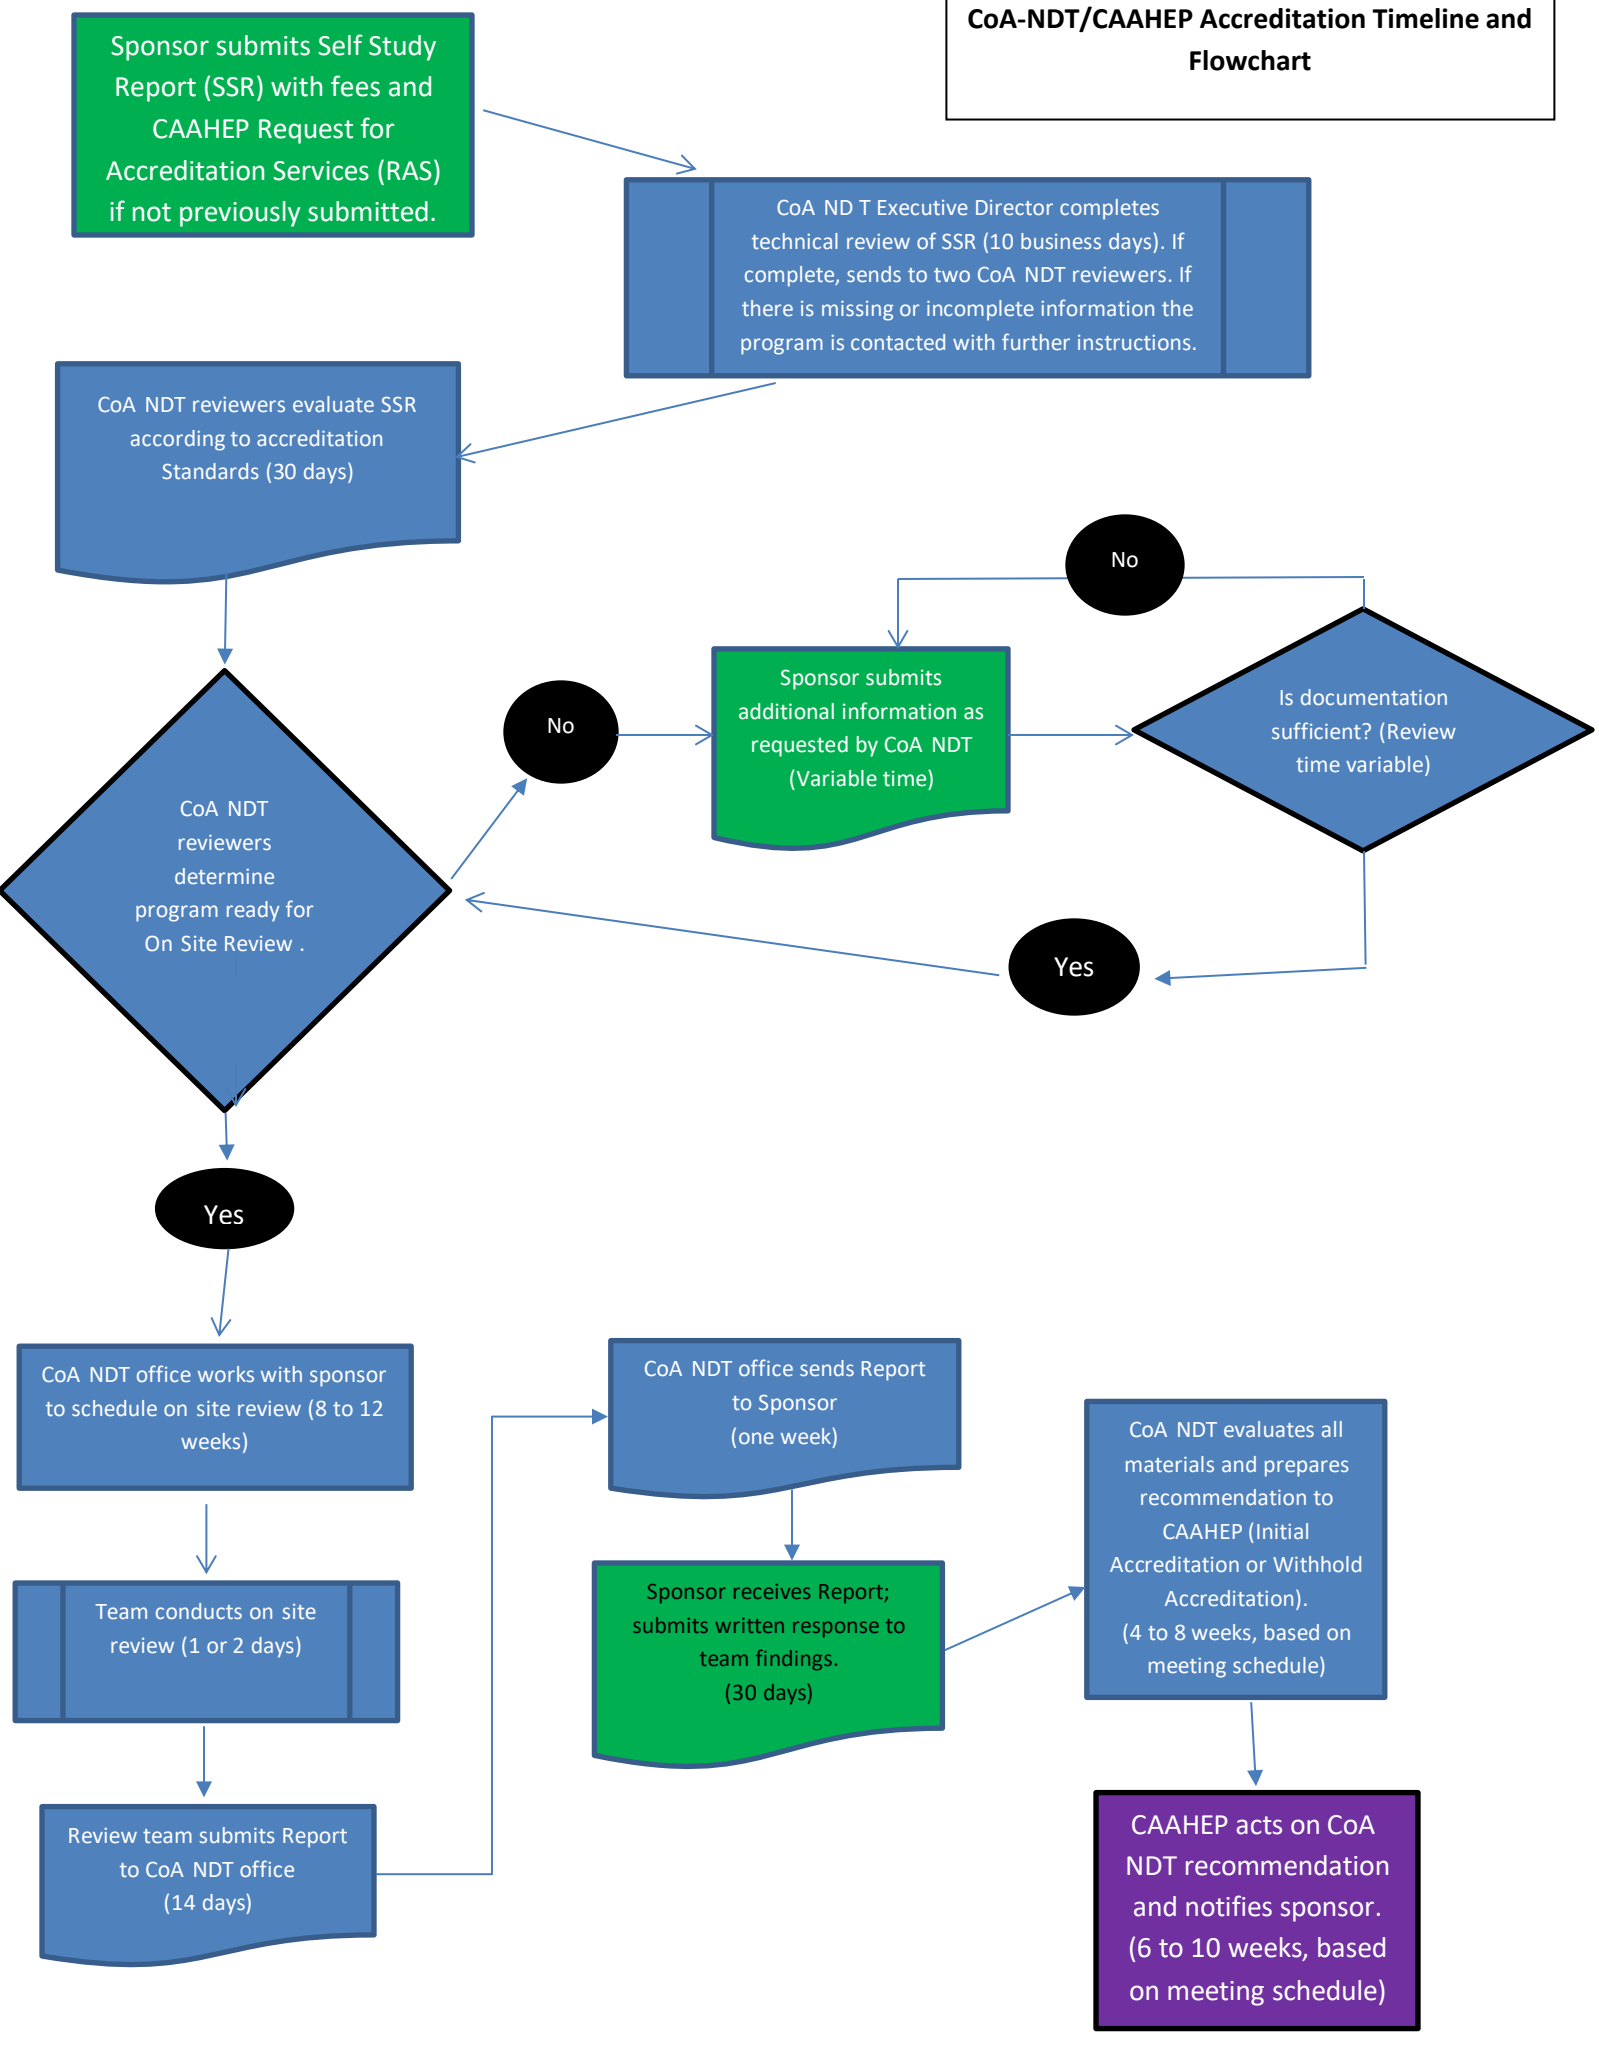 CoA-NDT/CAAHEP Accreditation Timeline and
Flowchart
Sponsor submits Self Study
Report (SSR) with fees and
CAAHEP Request for
Accreditation Services (RAS)
if not previously submitted.
CoA ND T Executive Director completes
technical review of SSR (10 business days). If
complete, sends to two CoA NDT reviewers. If
there is missing or incomplete information the
program is contacted with further instructions.
CoA NDT reviewers evaluate SSR
according to accreditation
Standards (30 days)
No
Sponsor submits
additional information as
requested by CoA NDT
(Variable time)
Is documentation
sufficient? (Review
time variable)
No
CoA NDT
reviewers
determine
program ready for
On Site Review .
Yes
Yes
CoA NDT office works with sponsor
to schedule on site review (8 to 12
weeks)
Team conducts on site
review (1 or 2 days)
Review team submits Report
to CoA NDT office
(14 days)
CoA NDT office sends Report
to Sponsor
(one week)
Sponsor receives Report;
submits written response to
team findings.
(30 days)
CoA NDT evaluates all
materials and prepares
recommendation to
CAAHEP (Initial
Accreditation or Withhold
Accreditation).
(4 to 8 weeks, based on
meeting schedule)
CAAHEP acts on CoA
NDT recommendation
and notifies sponsor.
(6 to 10 weeks, based
on meeting schedule)